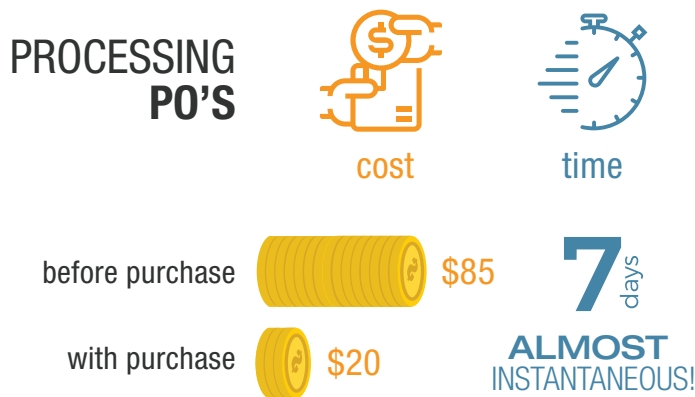 PROCESSING
PO'S
$
cost
time
before purchase
$85
7
days
with purchase
$20
ALMOST
INSTANTANEOUS!